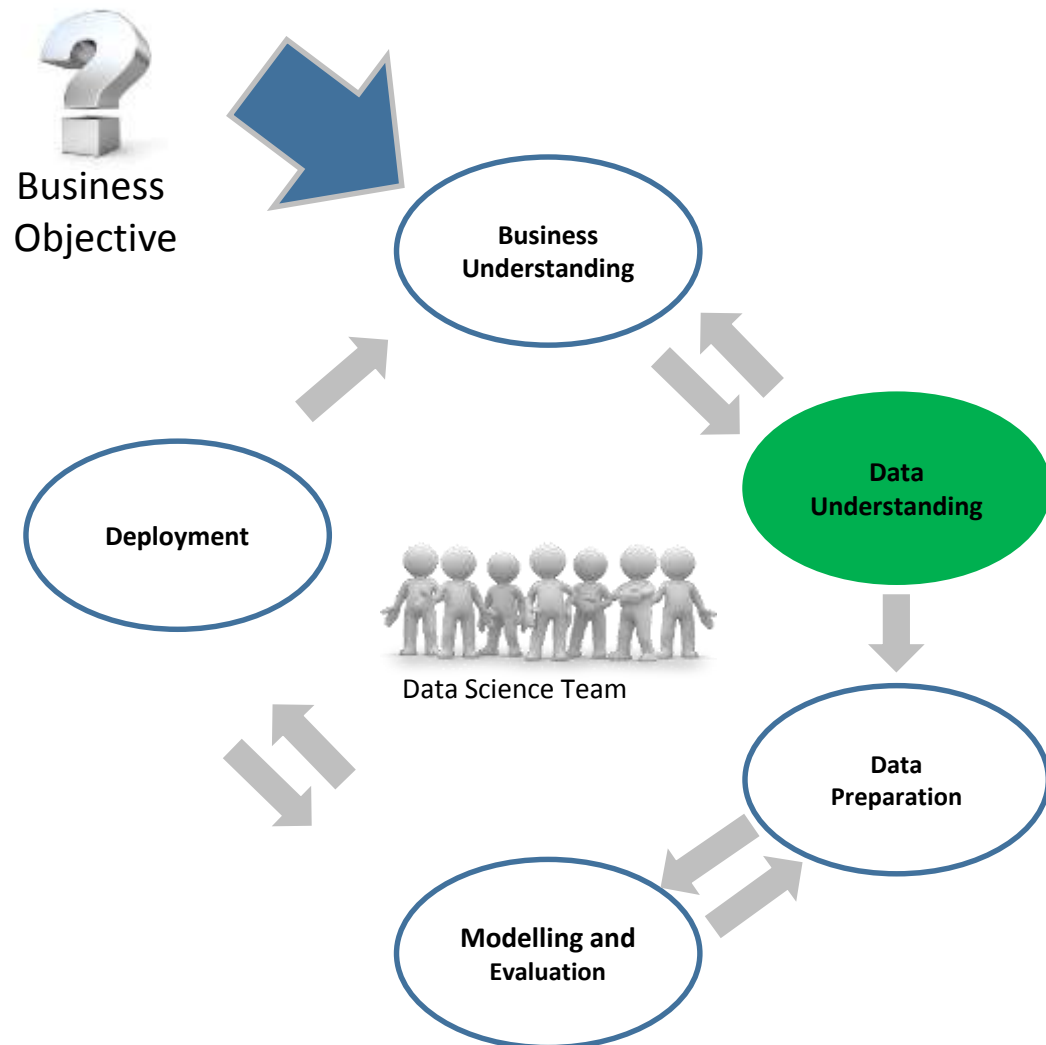 Business
Objective
Business
Understanding
Data
Understanding
Deployment
Data Science Team
Data
Preparation
Modelling and
Evaluation